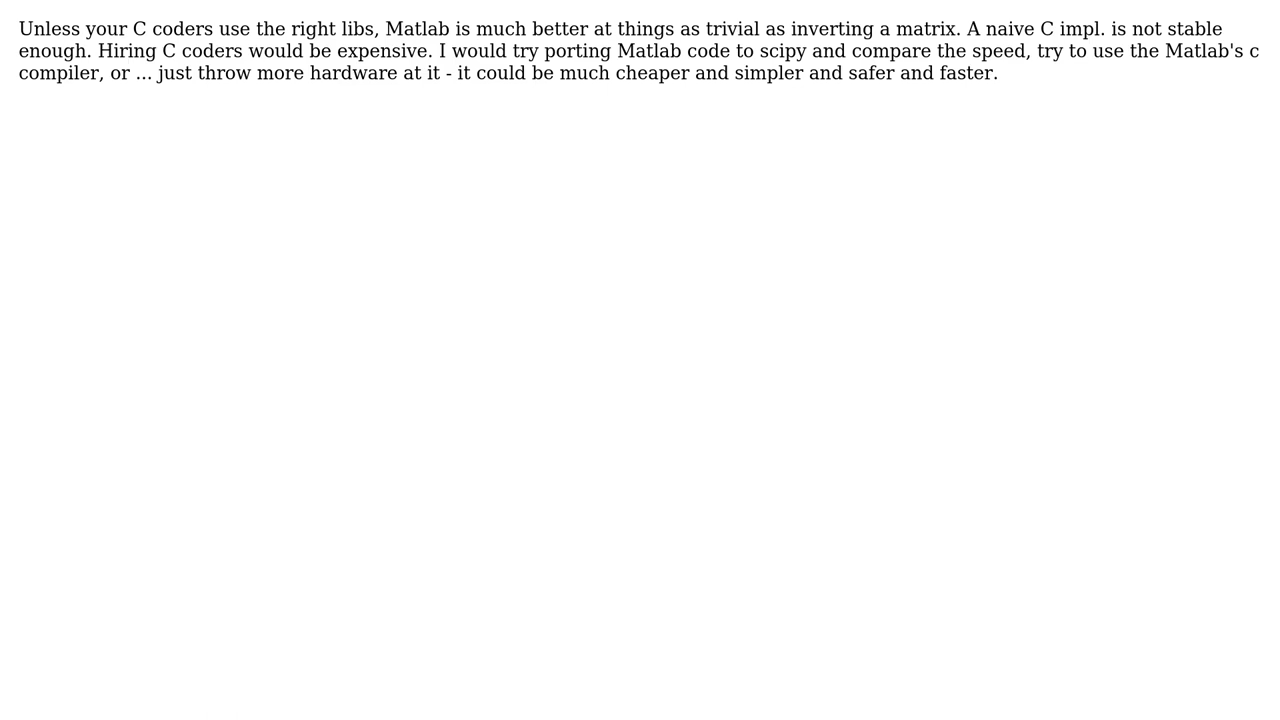 Unless your C coders use the right libs, Matlab is much better at things as trivial as inverting a matrix. A naive C impl. is not stable
enough. Hiring C coders would be expensive. I would try porting Matlab code to scipy and compare the speed, try to use the Matlab's c
compiler, or ... just throw more hardware at it - it could be much cheaper and simpler and safer and faster.